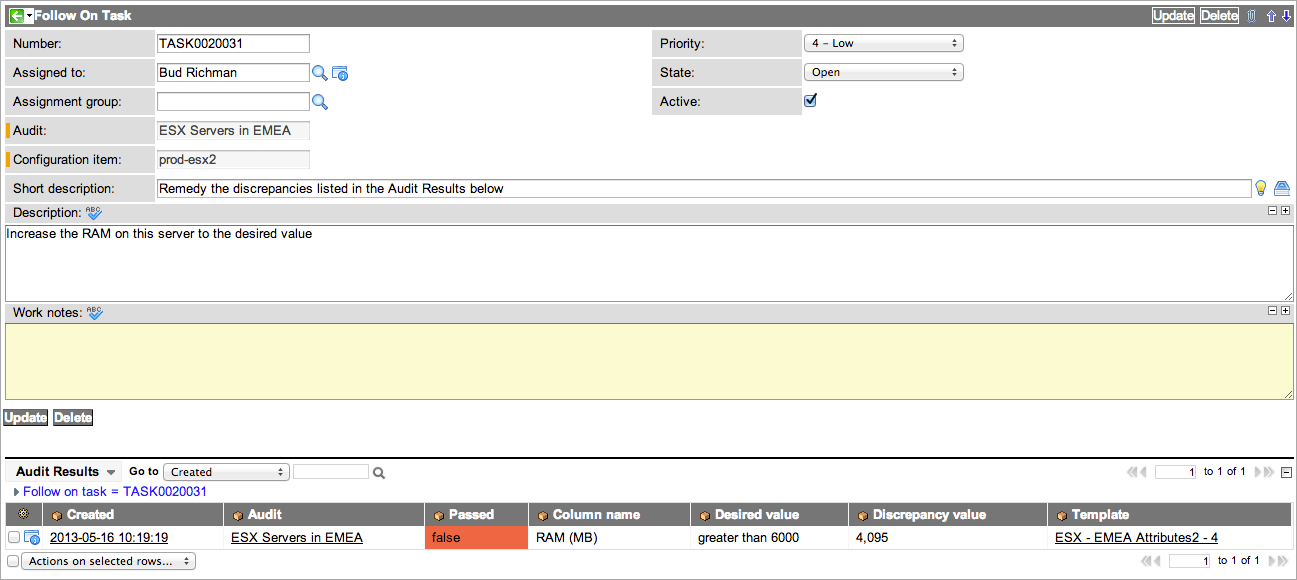 Follow On Task Update Delete
Number: TASK0020031 Priority: 4 – Low
Assigned to: Bud Richman State: Open
Assignment group: Active:
Audit: ESX Servers in EMEA
Configuration item: prod-esx2
Short description: Remedy the discrepancies listed in the Audit Results below
Description: ABC
Increase the RAM on this server to the desired value
Work notes: ABC
Update Delete
Audit Results Go to Created 1 to 1 of 1
Follow on task = TASK0020031
Created Audit Passed Column name Desired value Discrepancy value Template
2013-05-16 10:19:19 ESX Servers in EMEA false RAM (MB) greater than 6000 4,095 ESX - EMEA Attributes2 - 4
Actions on selected rows... 1 to 1 of 1